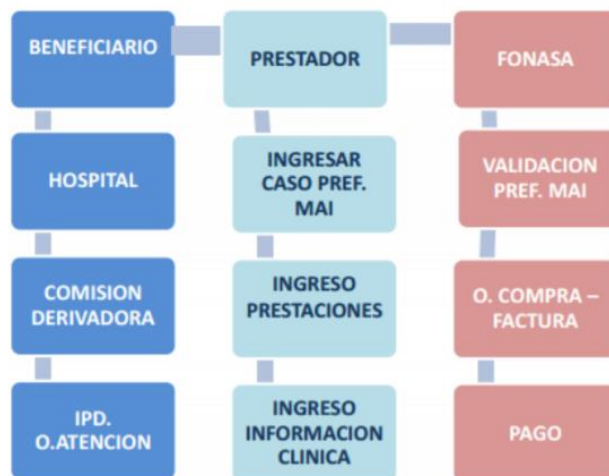 BENEFICIARIO
PRESTADOR
FONASA
HOSPITAL
INGRESAR
CASO PREF.
MAI
VALIDACION
PREF. MAI
COMISION
DERIVADORA
INGRESO
PRESTACIONES
O. COMPRA –
FACTURA
IPD.
O.ATENCION
INGRESO
INFORMACION
CLINICA
PAGO